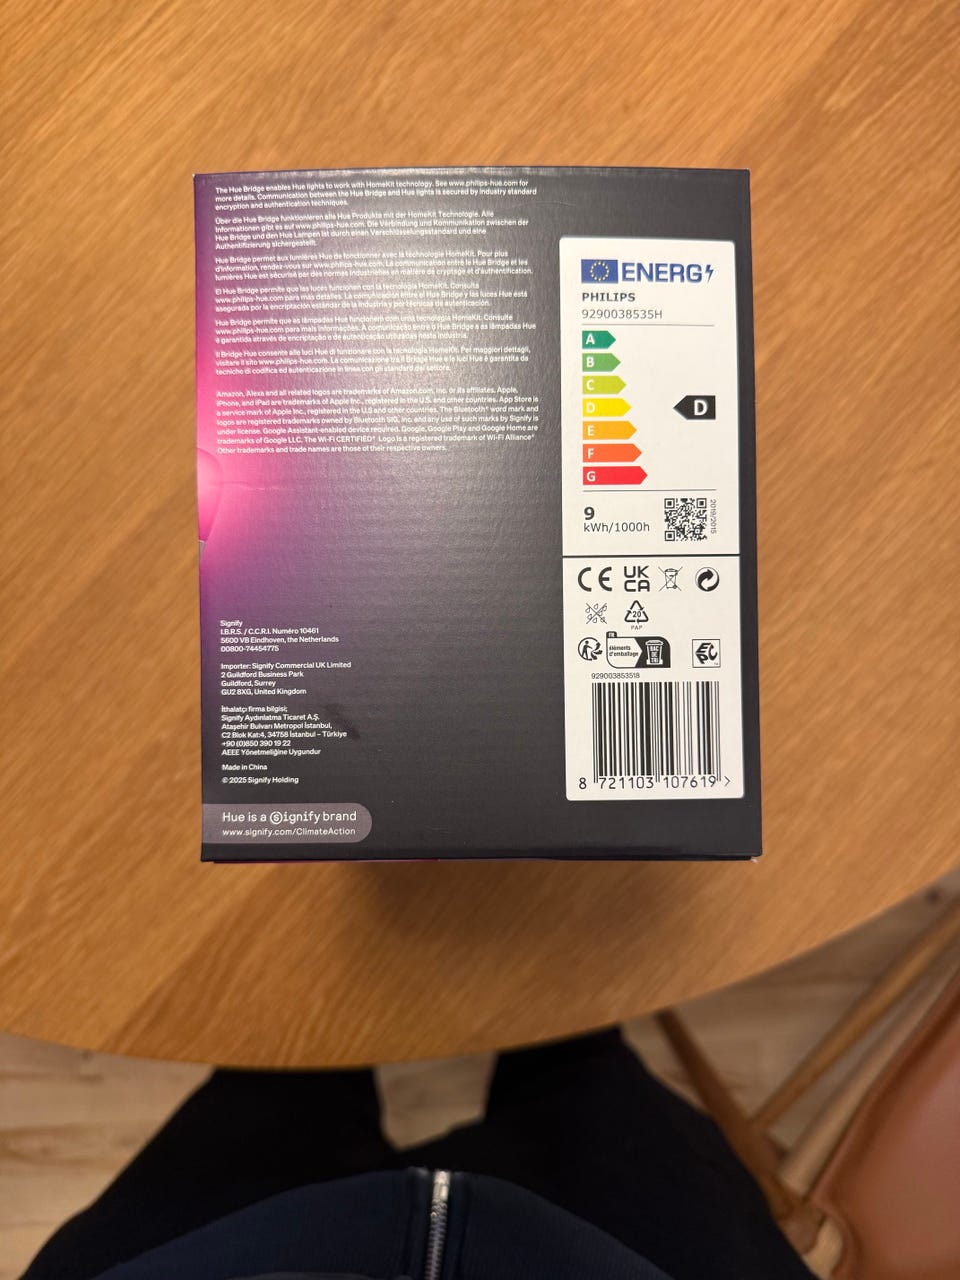 The Hue Bridge enables Hue lights to work with HomeKit technology. See www.philips-hue.com for
more details. Communication between the Hue Bridge and Hue lights is secured by industry standard
encryption and authentication techniques.
Über die Hue Bridge funktionieren alle Hue Produkte mit der HomeKit Technologie. Alle
Informationen gibt es auf www.philips-hue.com. Die Verbindung und Kommunikation zwischen der
Hue Bridge und den Hue Lampen ist durch einen Verschlüsselungsstandard und eine
Authentifizierung sichergestellt.
Hue Bridge permet aux lumières Hue de fonctionner avec la technologie HomeKit. Pour plus
d'information, rendez-vous sur www.philips-hue.com. La communication entre le Hue Bridge et les
lumières Hue est sécurisé par des normes industrielles en matière de cryptage et d'authentification.
El Hue Bridge permite que las luces funcionen con la tecnología HomeKit. Consulta
www.philips-hue.com para más detalles. La comunicación entre el Hue Bridge y las luces Hue está
asegurada por la encriptación estándar de la industria y por técnicas de autenticación.
Hue Bridge permite que as lâmpadas Hue funcionem com uma tecnologia HomeKit. Consulte
www.philips-hue.com para mais informações. A comunicação entre o Hue Bridge e as lâmpadas Hue
é garantida através de encriptação e de autenticação utilizadas nesta indústria.
Il Bridge Hue consente alle luci Hue di funzionare con la tecnologia HomeKit. Per maggiori dettagli,
visitare il sito www.philips-hue.com. La comunicazione tra il Bridge Hue e le luci Hue è garantita da
tecniche di codifica ed autenticazione in linea con gli standard del settore.
Amazon, Alexa and all related logos are trademarks of Amazon.com, Inc. or its affiliates. Apple,
iPhone, and iPad are trademarks of Apple Inc., registered in the U.S. and other countries. App Store is
a service mark of Apple Inc., registered in the U.S and other countries. The Bluetooth® word mark and
logos are registered trademarks owned by Bluetooth SIG, Inc. and any use of such marks by Signify is
under license. Google Assistant-enabled device required. Google, Google Play and Google Home are
trademarks of Google LLC. The Wi-Fi CERTIFIED® Logo is a registered trademark of Wi-Fi Alliance®
Other trademarks and trade names are those of their respective owners.
Signify
I.B.R.S. / C.C.R.I. Numéro 10461
5600 VB Eindhoven, the Netherlands
00800-74454775
Importer: Signify Commercial UK Limited
2 Guildford Business Park
Guildford, Surrey
GU2 8XG, United Kingdom
İthalatçı firma bilgisi;
Signify Aydınlatma Ticaret A.Ş.
Ataşehir Bulvarı Metropol İstanbul,
C2 Blok Kat:4, 34758 İstanbul – Türkiye
+90 (0)850 390 19 22
AEEE Yönetmeliğine Uygundur
Made in China
© 2025 Signify Holding
Hue is a Signify brand
www.signify.com/ClimateAction
ENERG
PHILIPS
9290038535H
A
B
C
D
D
E
F
G
9
kWh/1000h
2019/2015
CE
UK
CA
20
PAP
FR
éléments
d'emballage
BAC
DE
TRI
EPC
929003853518
8 721103 107619 >